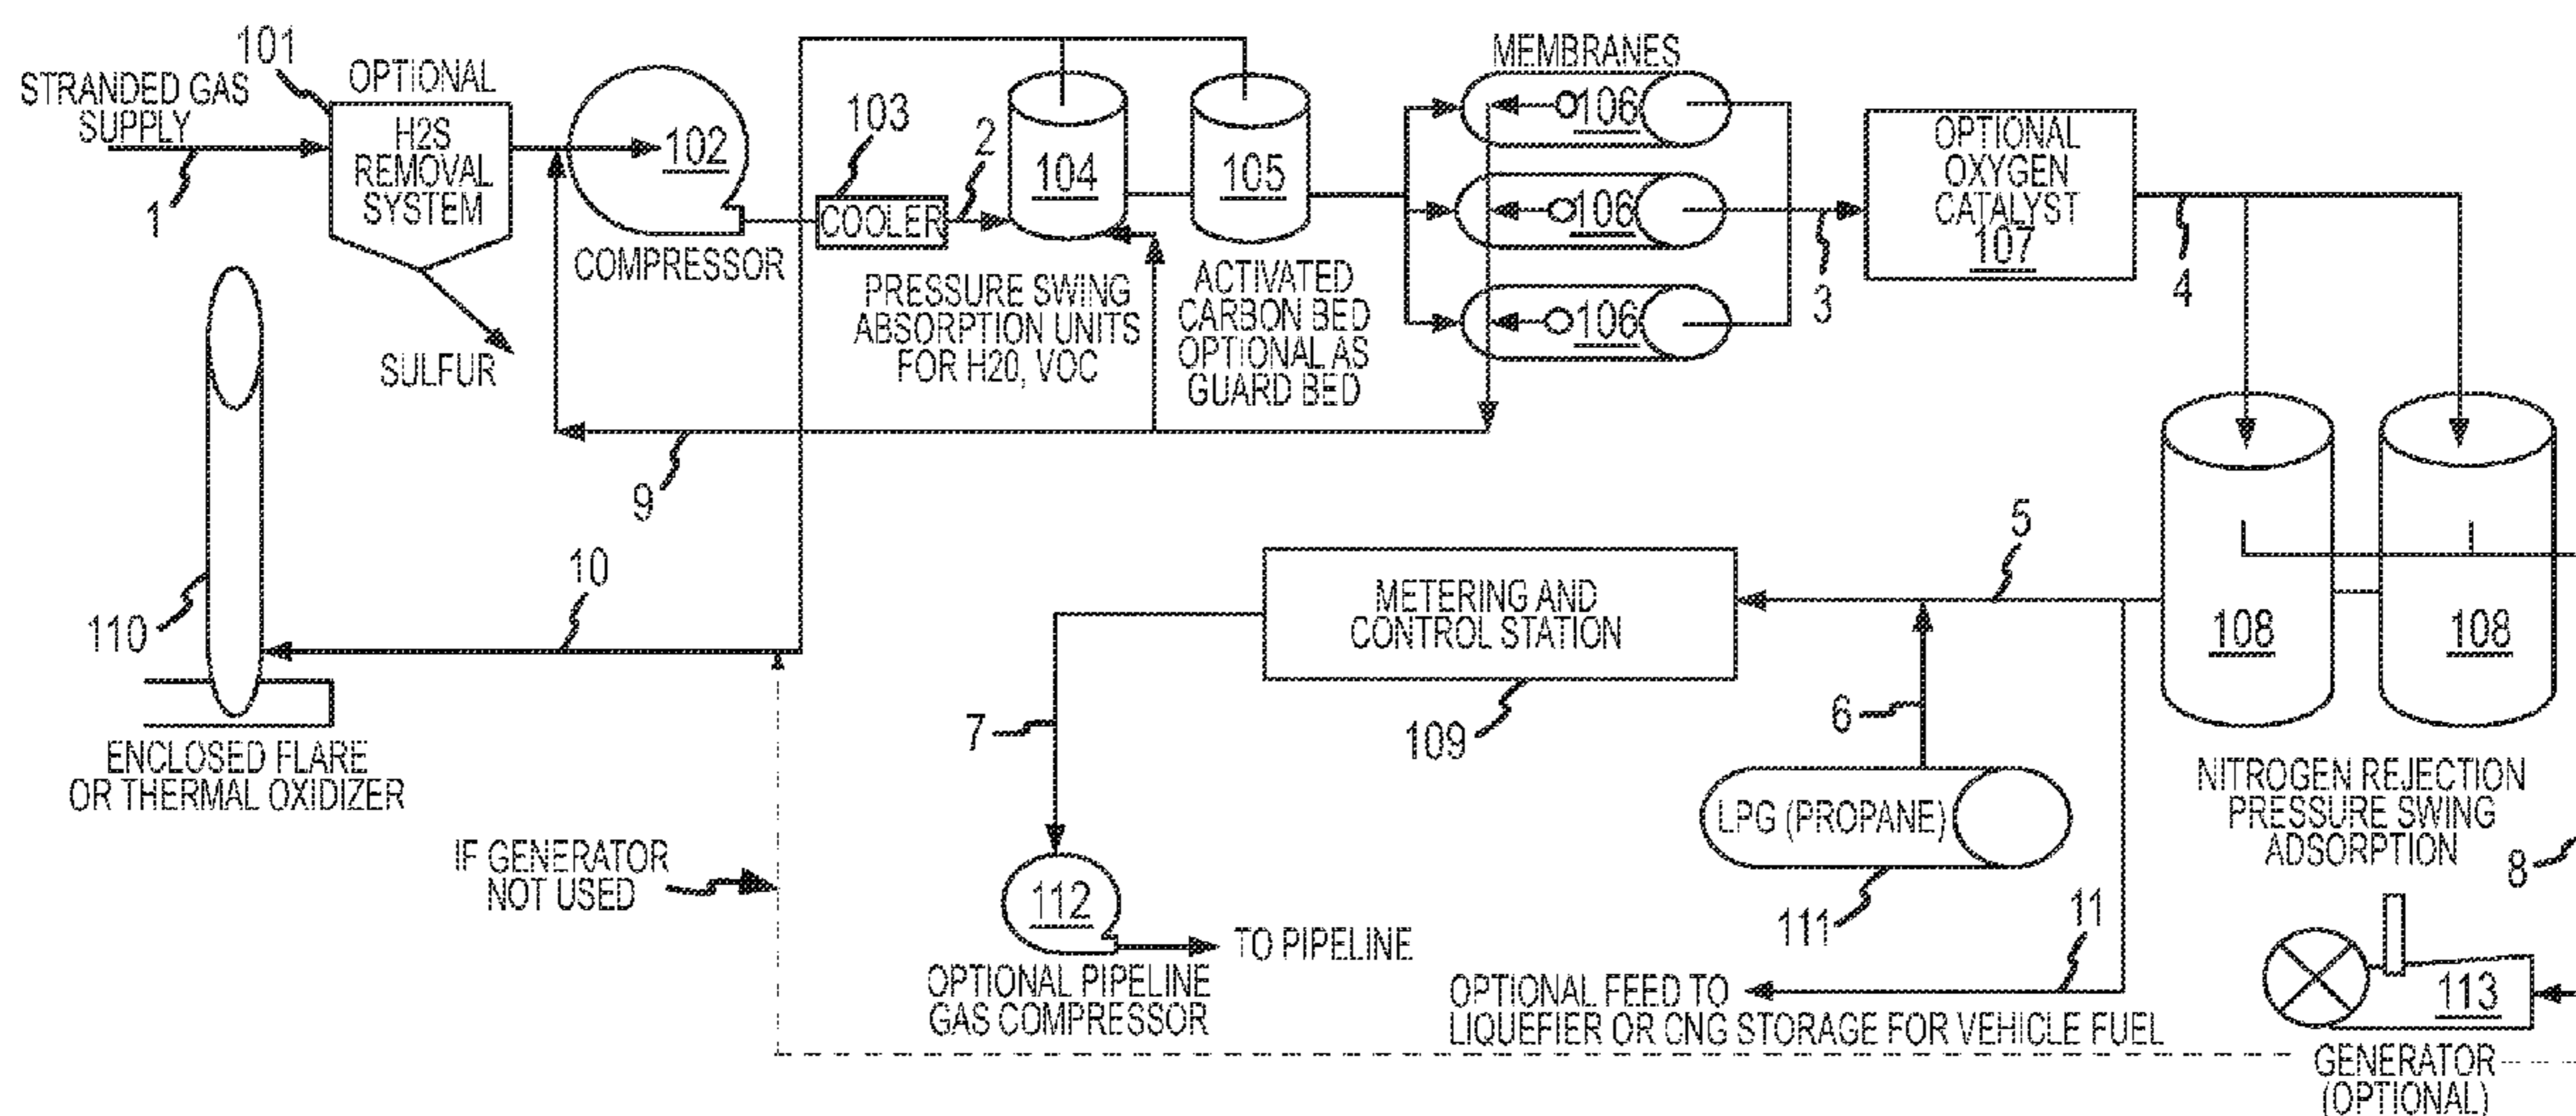 101
STRANDED GAS
SUPPLY
1
OPTIONAL
H2S
REMOVAL
SYSTEM
SULFUR
102
COMPRESSOR
103
COOLER
2
104
PRESSURE SWING
ABSORPTION UNITS
FOR H20, VOC
105
ACTIVATED
CARBON BED
OPTIONAL AS
GUARD BED
MEMBRANES
106
106
106
3
OPTIONAL
OXYGEN
CATALYST
107
4
9
10
110
ENCLOSED FLARE
OR THERMAL OXIDIZER
IF GENERATOR
NOT USED
METERING AND
CONTROL STATION
109
7
112
OPTIONAL PIPELINE
GAS COMPRESSOR
TO PIPELINE
5
6
LPG (PROPANE)
111
11
OPTIONAL FEED TO
LIQUEFIER OR CNG STORAGE FOR VEHICLE FUEL
108
108
NITROGEN REJECTION
PRESSURE SWING
ADSORPTION
8
113
GENERATOR
(OPTIONAL)